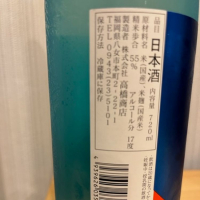 品目 日本酒 内容量 720ml
原材料名 米(国産)・米麹(国産米)
精米歩合 55% アルコール分 17度
製造者 株式会社 高橋商店
福岡県八女市本町2-22-1
TEL 0943(23)5101
保存方法 冷蔵庫に保存